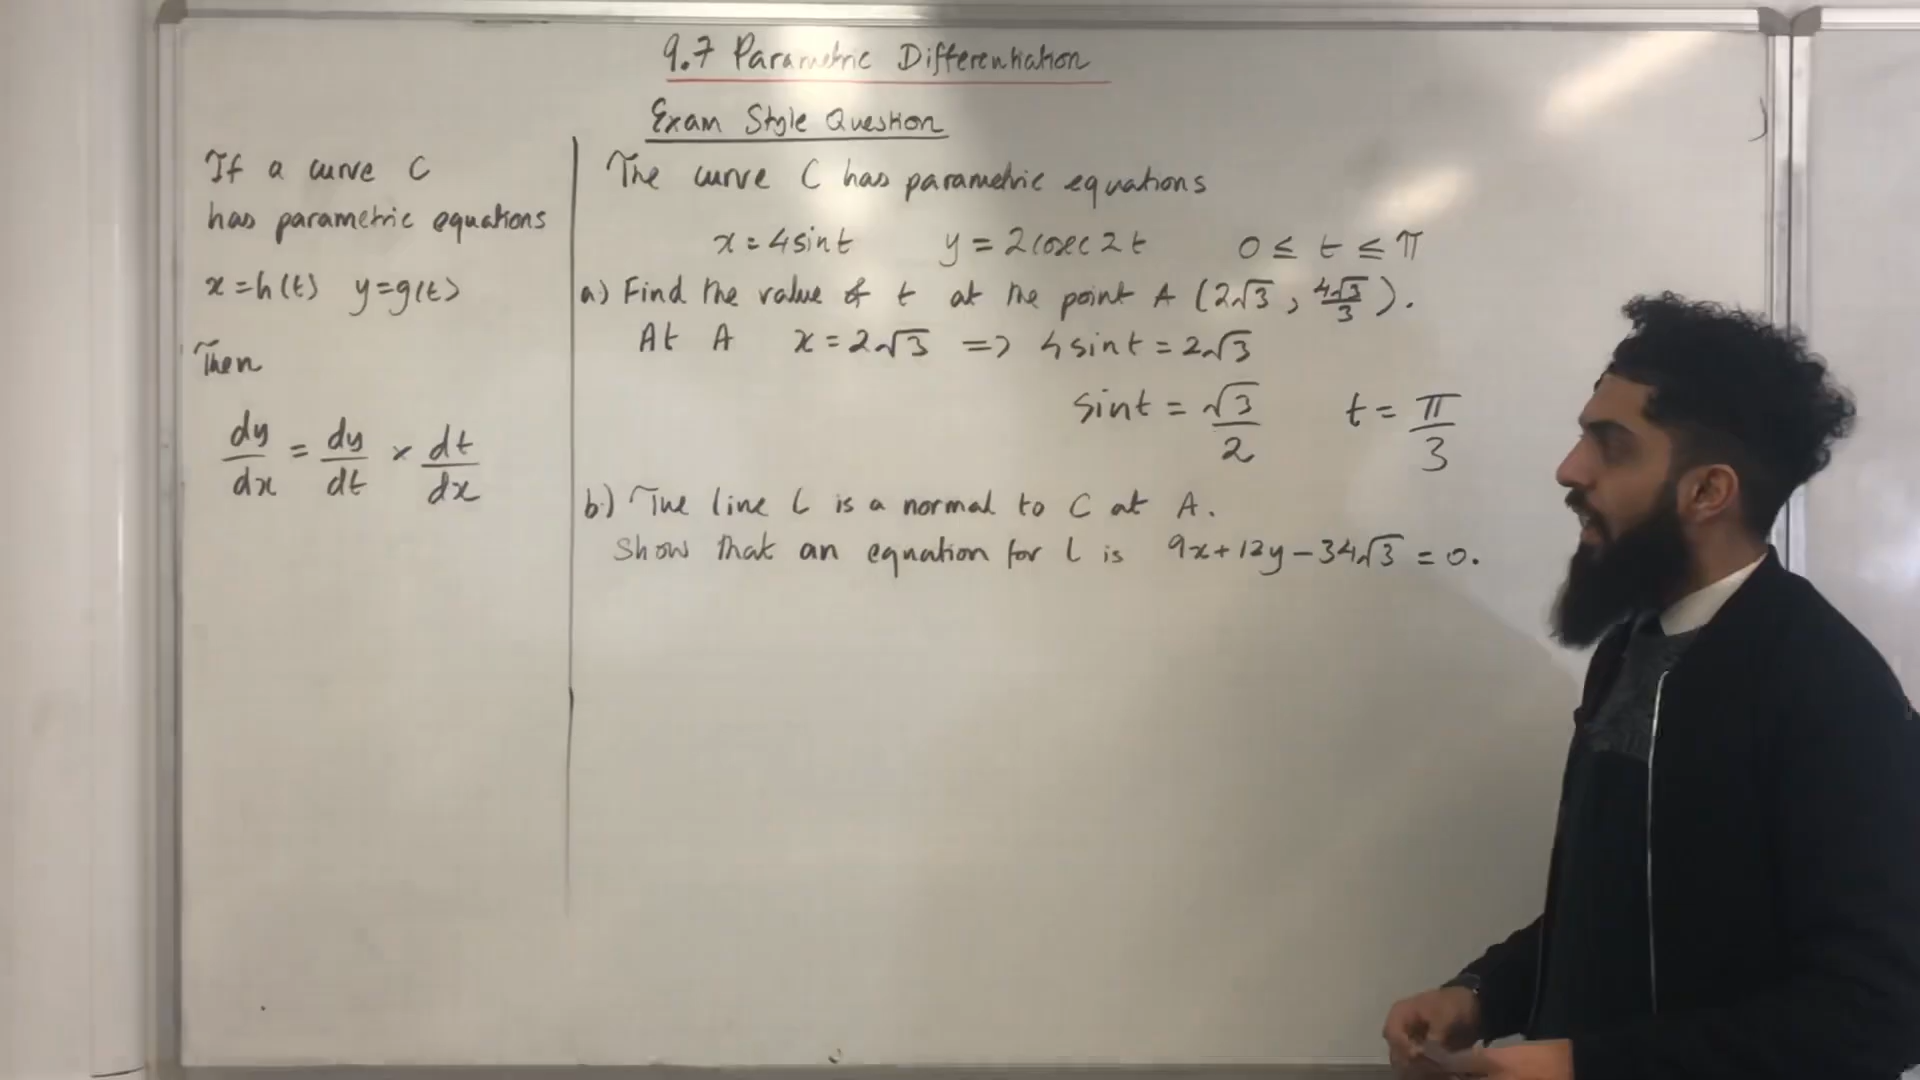 9.7 Parametric Differentiation
Exam Style Question
If a curve C
has parametric equations
x = h(t) y = g(t)
Then
dy/dx = dy/dt × dt/dx
The curve C has parametric equations
x = 4sint y = 2cosec2t 0 ≤ t ≤ π
a) Find the value of t at the point A (2√3, 4√3/3).
At A x = 2√3 => 4sint = 2√3
sint = √3/2 t = π/3
b) The line L is a normal to C at A.
Show that an equation for L is 9x + 12y - 34√3 = 0.